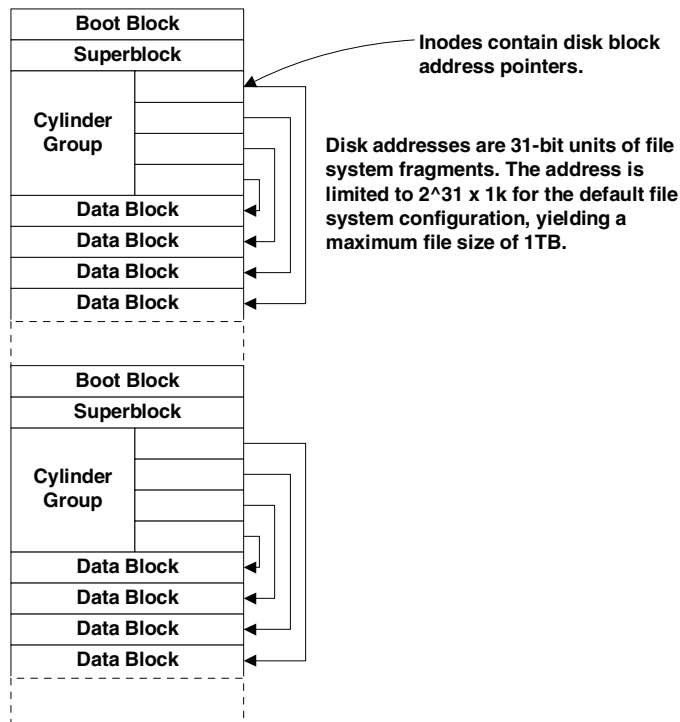 Boot Block
Superblock
Inodes contain disk block
address pointers.
Cylinder
Group
Disk addresses are 31-bit units of file
system fragments. The address is
limited to 2^31 x 1k for the default file
system configuration, yielding a
maximum file size of 1TB.
Data Block
Data Block
Data Block
Data Block
Boot Block
Superblock
Cylinder
Group
Data Block
Data Block
Data Block
Data Block